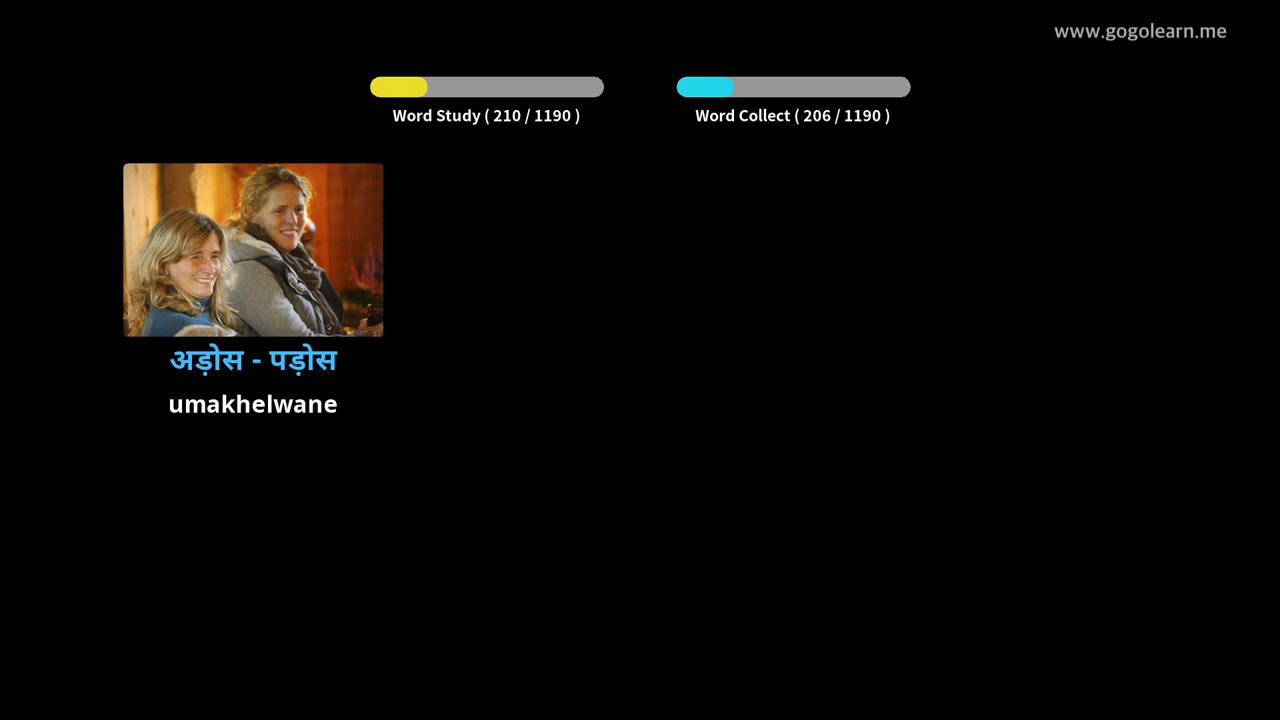 www.gogolearn.me
Word Study ( 210 / 1190 )
Word Collect ( 206 / 1190 )
अड़ोस - पड़ोस
umakhelwane